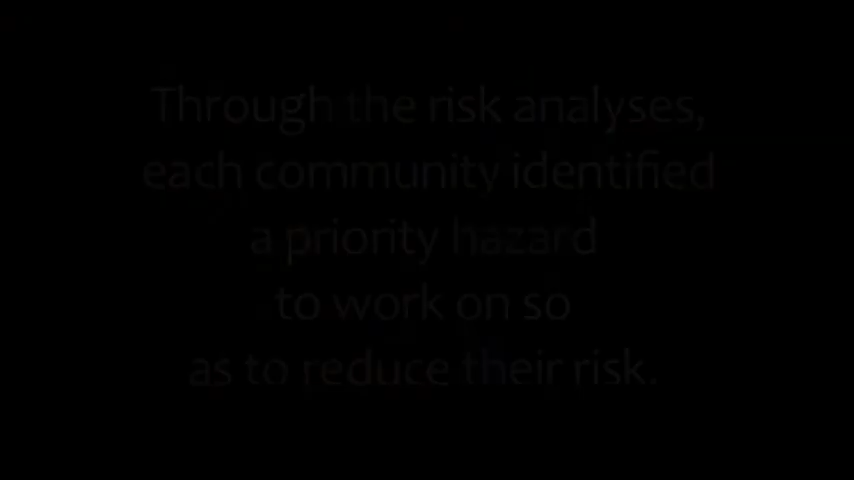 Through the risk analyses,
each community identified
a priority hazard
to work on so
as to reduce their risk.